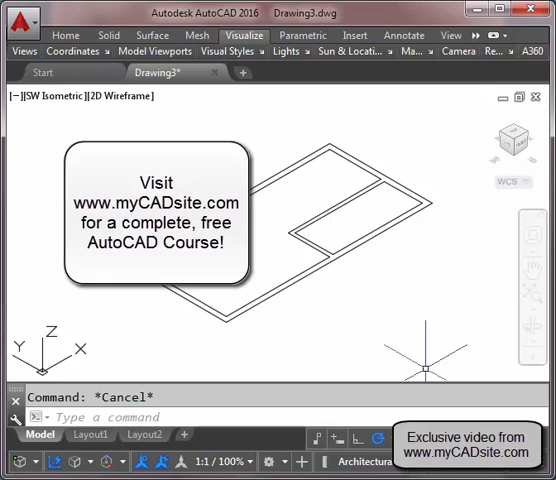 Autodesk AutoCAD 2016 Drawing3.dwg
Home Solid Surface Mesh Visualize Parametric Insert Annotate
Views Coordinates Model Viewports Visual Styles Lights Sun & Locat... Ma... Camera Re... A360
Start Drawing3* +
[−][SW Isometric][2D Wireframe]
Visit
www.myCADsite.com
for a complete, free
AutoCAD Course!
WCS
Z
Y X
Command: *Cancel*
Type a command
Model Layout1 Layout2 +
1:1 / 100% Architectura
Exclusive video from
www.myCADsite.com